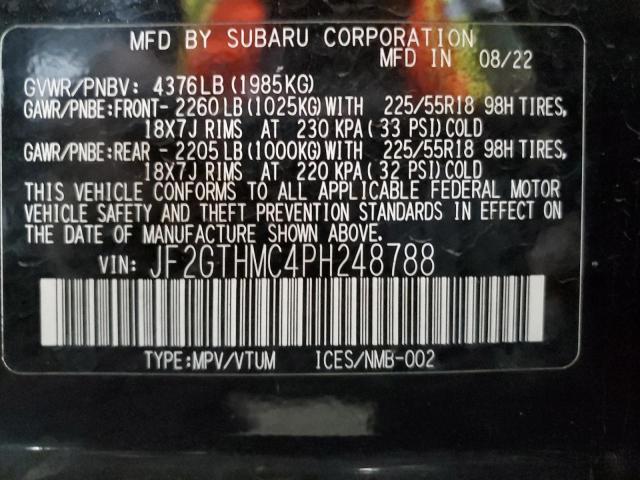 MFD BY SUBARU CORPORATION
MFD IN 08/22
GVWR/PNBV: 4376LB (1985KG)
GAWR/PNBE:FRONT- 2260 LB (1025KG) WITH 225/55R18 98H TIRES,
18X7J RIMS AT 230 KPA ( 33 PSI) COLD
GAWR/PNBE:REAR - 2205 LB (1000KG) WITH 225/55R18 98H TIRES,
18X7J RIMS AT 220 KPA ( 32 PSI) COLD
THIS VEHICLE CONFORMS TO ALL APPLICABLE FEDERAL MOTOR
VEHICLE SAFETY AND THEFT PREVENTION STANDARDS IN EFFECT ON
THE DATE OF MANUFACTURE SHOWN ABOVE.
VIN: JF2GTHMC4PH248788
TYPE:MPV/VTUM ICES/NMB-002